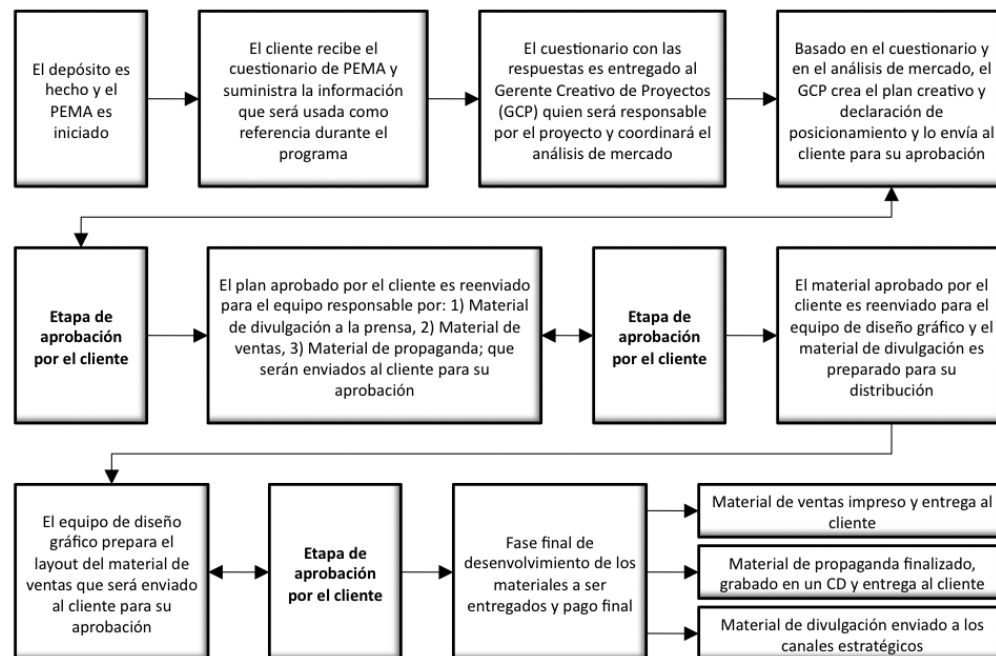 El depósito es
hecho y el
PEMA es
iniciado
El cliente recibe el
cuestionario de PEMA y
suministra la información
que será usada como
referencia durante el
programa
El cuestionario con las
respuestas es entregado al
Gerente Creativo de Proyectos
(GCP) quien será responsable
por el proyecto y coordinará el
análisis de mercado
Basado en el cuestionario y
en el análisis de mercado, el
GCP crea el plan creativo y
declaración de
posicionamiento y lo envía al
cliente para su aprobación
Etapa de
aprobación
por el cliente
El plan aprobado por el cliente es reenviado
para el equipo responsable por: 1) Material
de divulgación a la prensa, 2) Material de
ventas, 3) Material de propaganda; que
serán enviados al cliente para su
aprobación
Etapa de
aprobación
por el cliente
El material aprobado por el
cliente es reenviado para el
equipo de diseño gráfico y el
material de divulgación es
preparado para su
distribución
El equipo de diseño
gráfico prepara el
layout del material de
ventas que será enviado
al cliente para su
aprobación
Etapa de
aprobación
por el cliente
Fase final de
desenvolvimiento de los
materiales a ser
entregados y pago final
Material de ventas impreso y entrega al
cliente
Material de propaganda finalizado,
grabado en un CD y entrega al cliente
Material de divulgación enviado a los
canales estratégicos